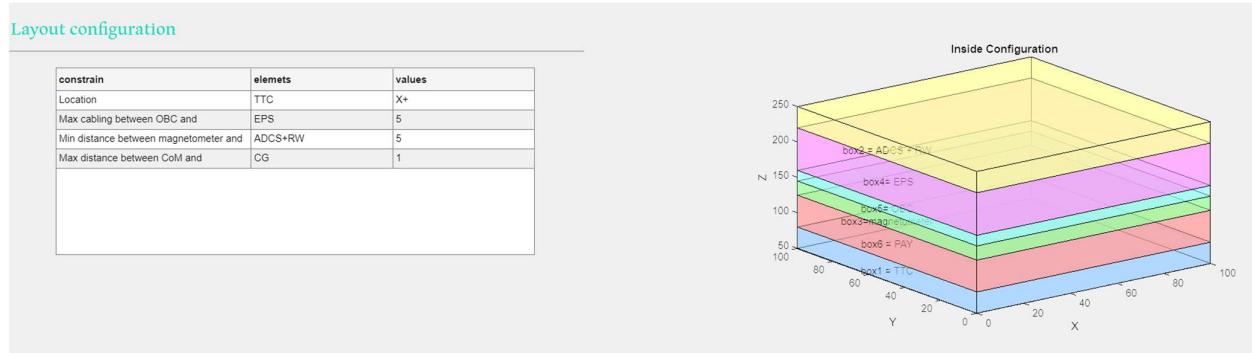 Layout configuration
constrain elemets values
Location TTC X+
Max cabling between OBC and EPS 5
Min distance between magnetometer and ADCS+RW 5
Max distance between CoM and CG 1
Inside Configuration
250
200
150
100
50
Z
box2 = ADCS + RW
box4= EPS
box5= OBC
box3=magnetometer
box6 = PAY
box1 = TTC
100
80
60
40
20
0
Y
0
20
40
60
80
100
X